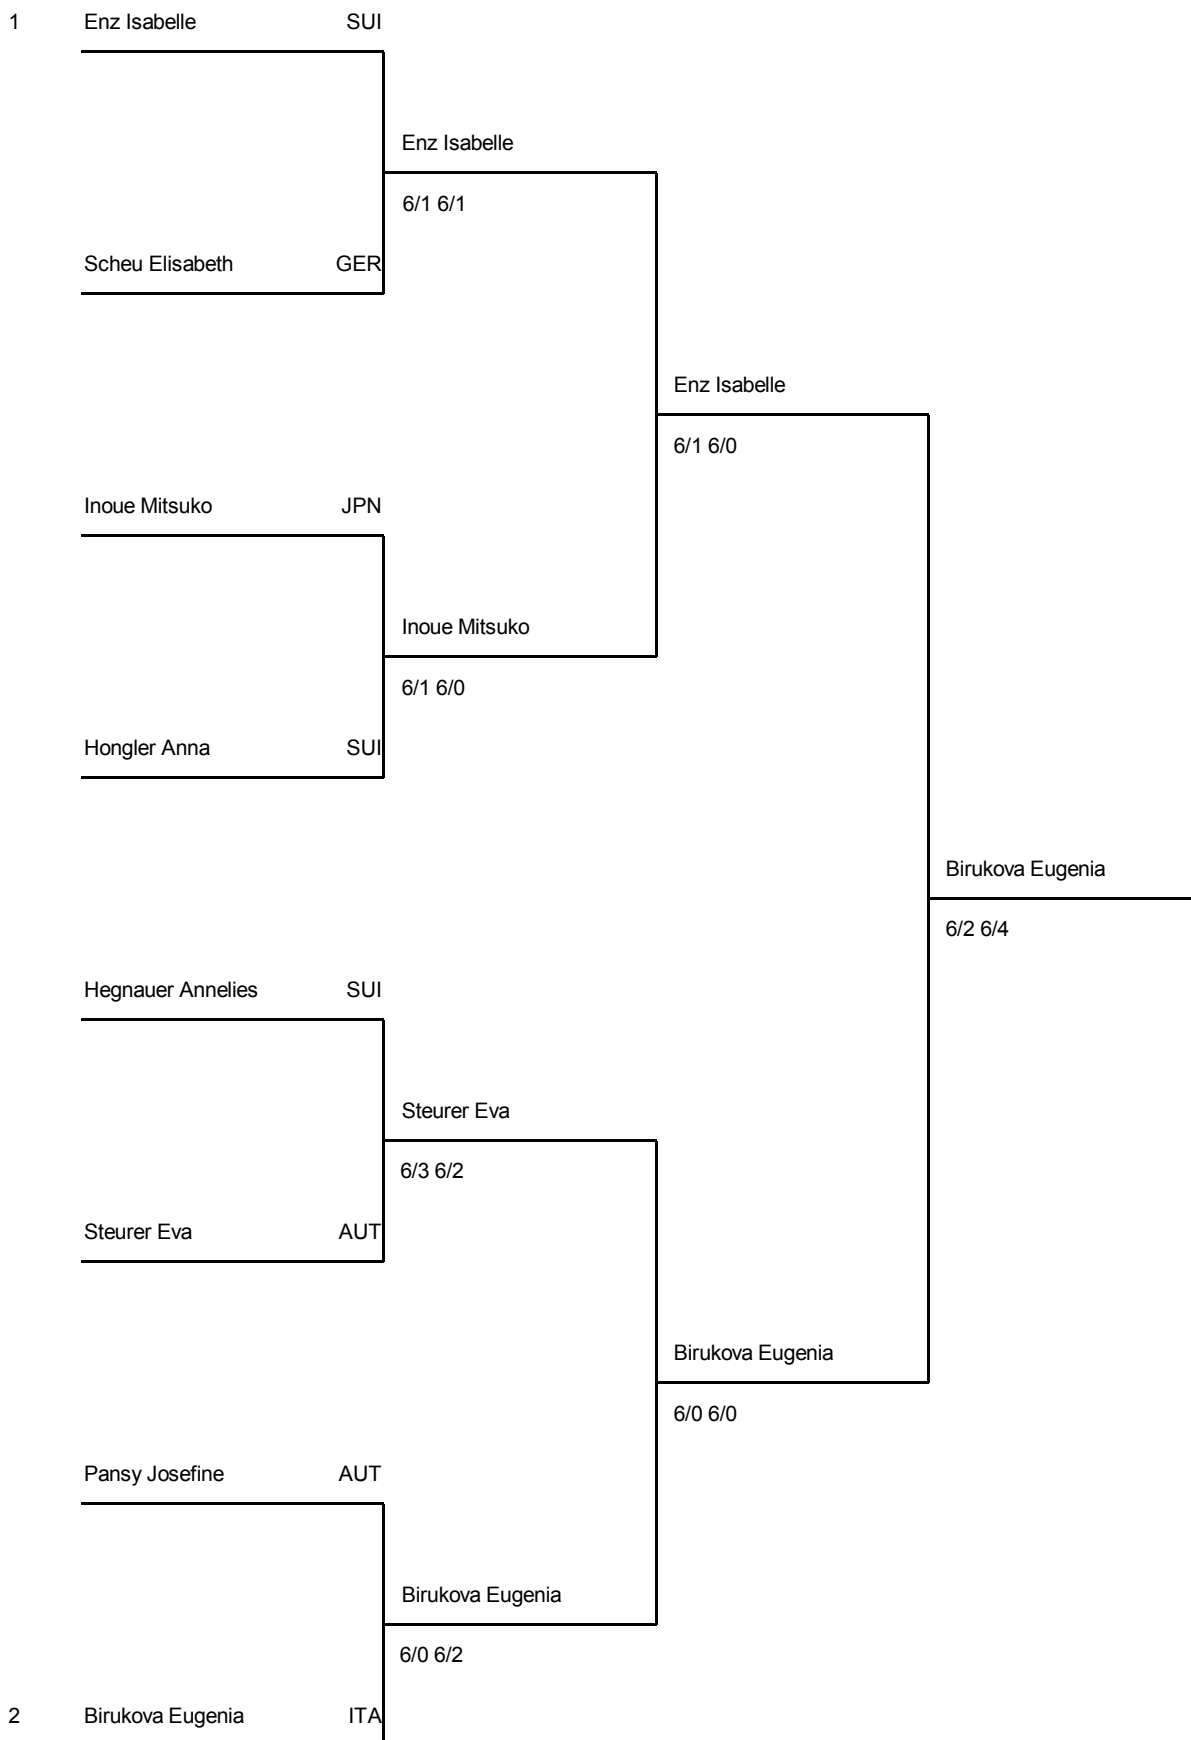 1 Enz Isabelle SUI
Enz Isabelle
6/1 6/1
Scheu Elisabeth GER
Enz Isabelle
6/1 6/0
Inoue Mitsuko JPN
Inoue Mitsuko
6/1 6/0
Hongler Anna SUI
Birukova Eugenia
6/2 6/4
Hegnauer Annelies SUI
Steurer Eva
6/3 6/2
Steurer Eva AUT
Birukova Eugenia
6/0 6/0
Pansy Josefine AUT
Birukova Eugenia
6/0 6/2
2 Birukova Eugenia ITA